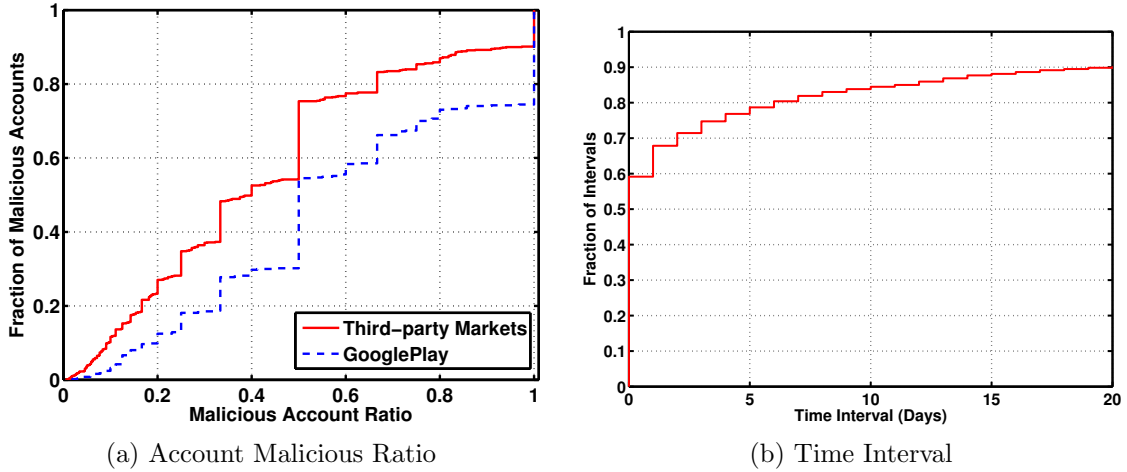 1
0.8
0.6
0.4
0.2
0
Fraction of Malicious Accounts
Third-party Markets
GooglePlay
0 0.2 0.4 0.6 0.8 1
Malicious Account Ratio
(a) Account Malicious Ratio
1
0.9
0.8
0.7
0.6
0.5
0.4
0.3
0.2
0.1
0
Fraction of Intervals
0 5 10 15 20
Time Interval (Days)
(b) Time Interval